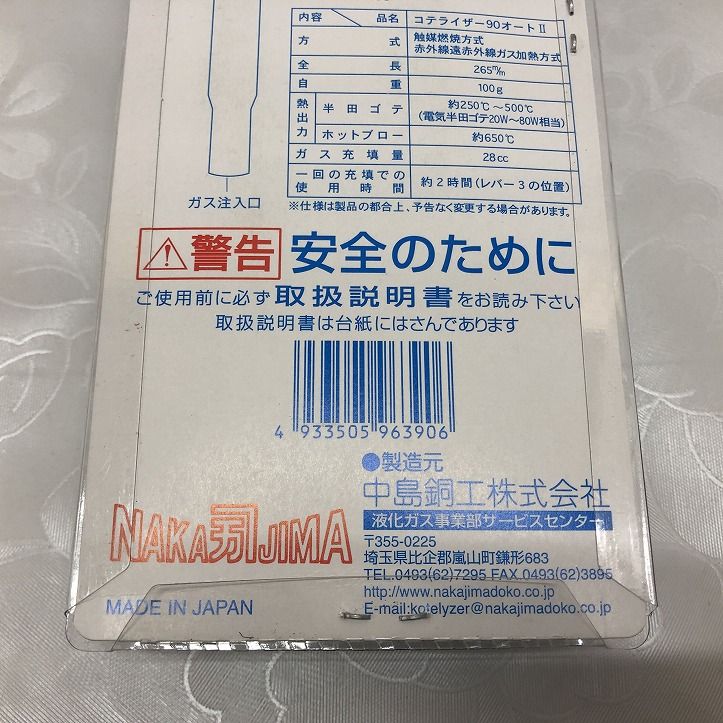 内容 品名 コテライザー90オートⅡ
方式 触媒燃焼方式
赤外線遠赤外線ガス加熱方式
全長 265m/m
自重 100g
熱出力 半田ゴテ 約250℃～500℃
(電気半田ゴテ20W～80W相当)
ホットブロー 約650℃
ガス充填量 28cc
一回の充填での
使用時間 約2時間(レバー3の位置)
※仕様は製品の都合上、予告なく変更する場合があります。
ガス注入口
警告 安全のために
ご使用前に必ず取扱説明書をお読み下さい
取扱説明書は台紙にはさんであります
4 933505 963906
●製造元
中島銅工株式会社
液化ガス事業部サービスセンター
〒355-0225
埼玉県比企郡嵐山町鎌形683
TEL.0493(62)7295 FAX.0493(62)3895
http://www.nakajimadoko.co.jp
E-mail:kotelyzer@nakajimadoko.co.jp
NAKAJIMA
MADE IN JAPAN